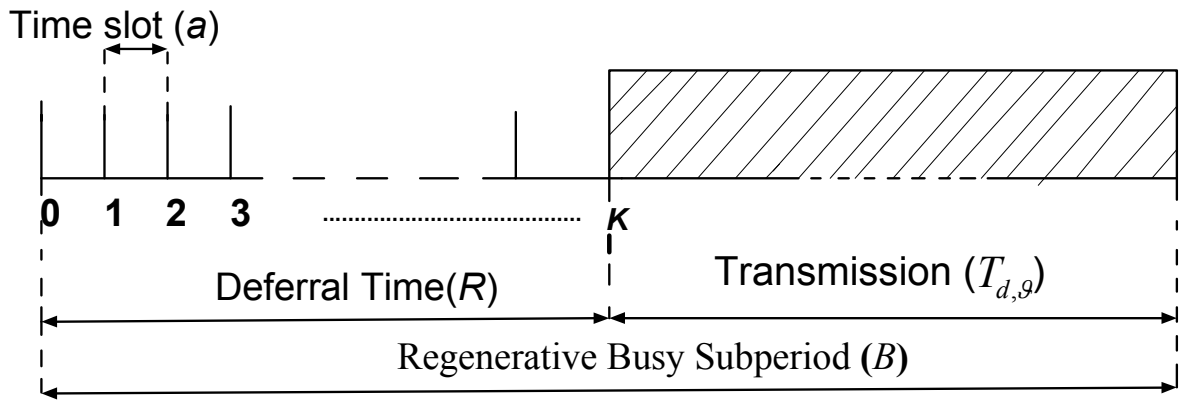 Time slot (a)
0 1 2 3 ............................................ K
Transmission (T_{d,ϑ})
Deferral Time(R)
Regenerative Busy Subperiod (B)